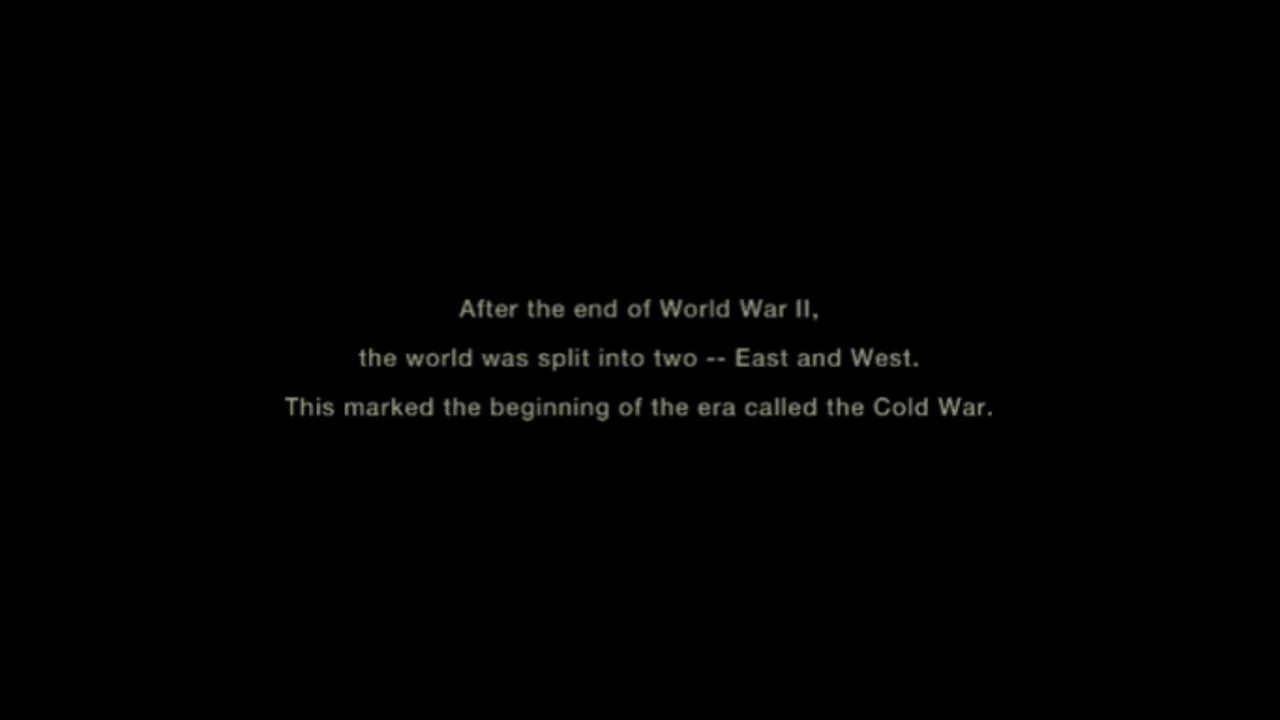 After the end of World War II,
the world was split into two -- East and West.
This marked the beginning of the era called the Cold War.